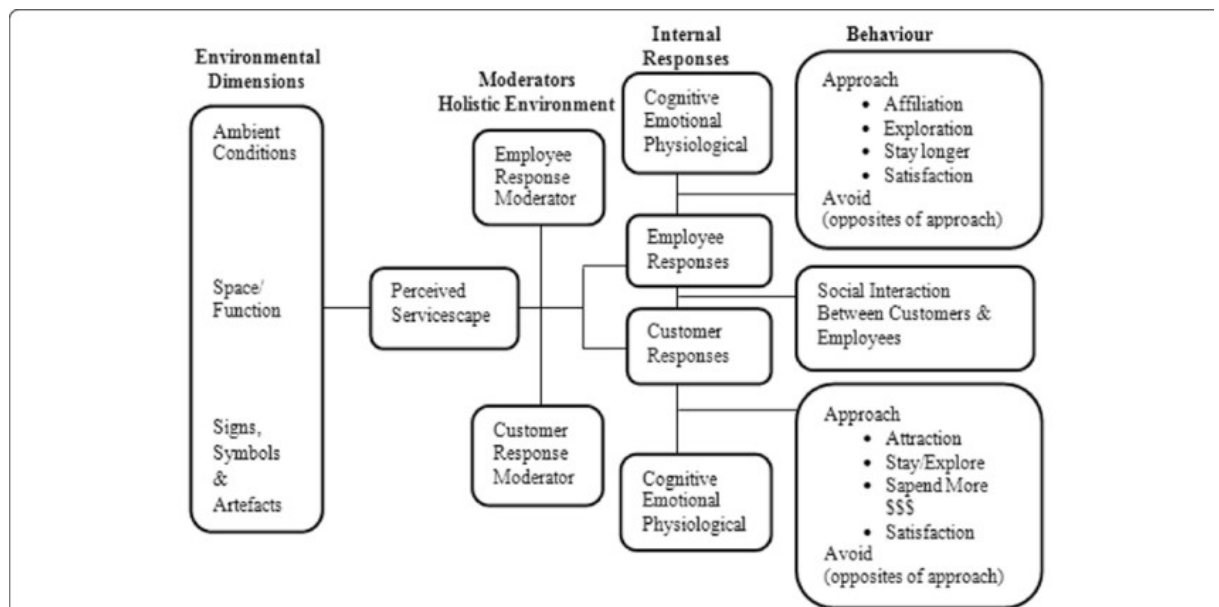 Environmental
Dimensions
Ambient
Conditions
Space/
Function
Signs,
Symbols
&
Artefacts
Perceived
Servicescape
Moderators
Holistic Environment
Employee
Response
Moderator
Customer
Response
Moderator
Internal
Responses
Cognitive
Emotional
Physiological
Employee
Responses
Customer
Responses
Cognitive
Emotional
Physiological
Behaviour
Approach
• Affiliation
• Exploration
• Stay longer
• Satisfaction
Avoid
(opposites of approach)
Social Interaction
Between Customers &
Employees
Approach
• Attraction
• Stay/Explore
• Sapend More
$$$
• Satisfaction
Avoid
(opposites of approach)